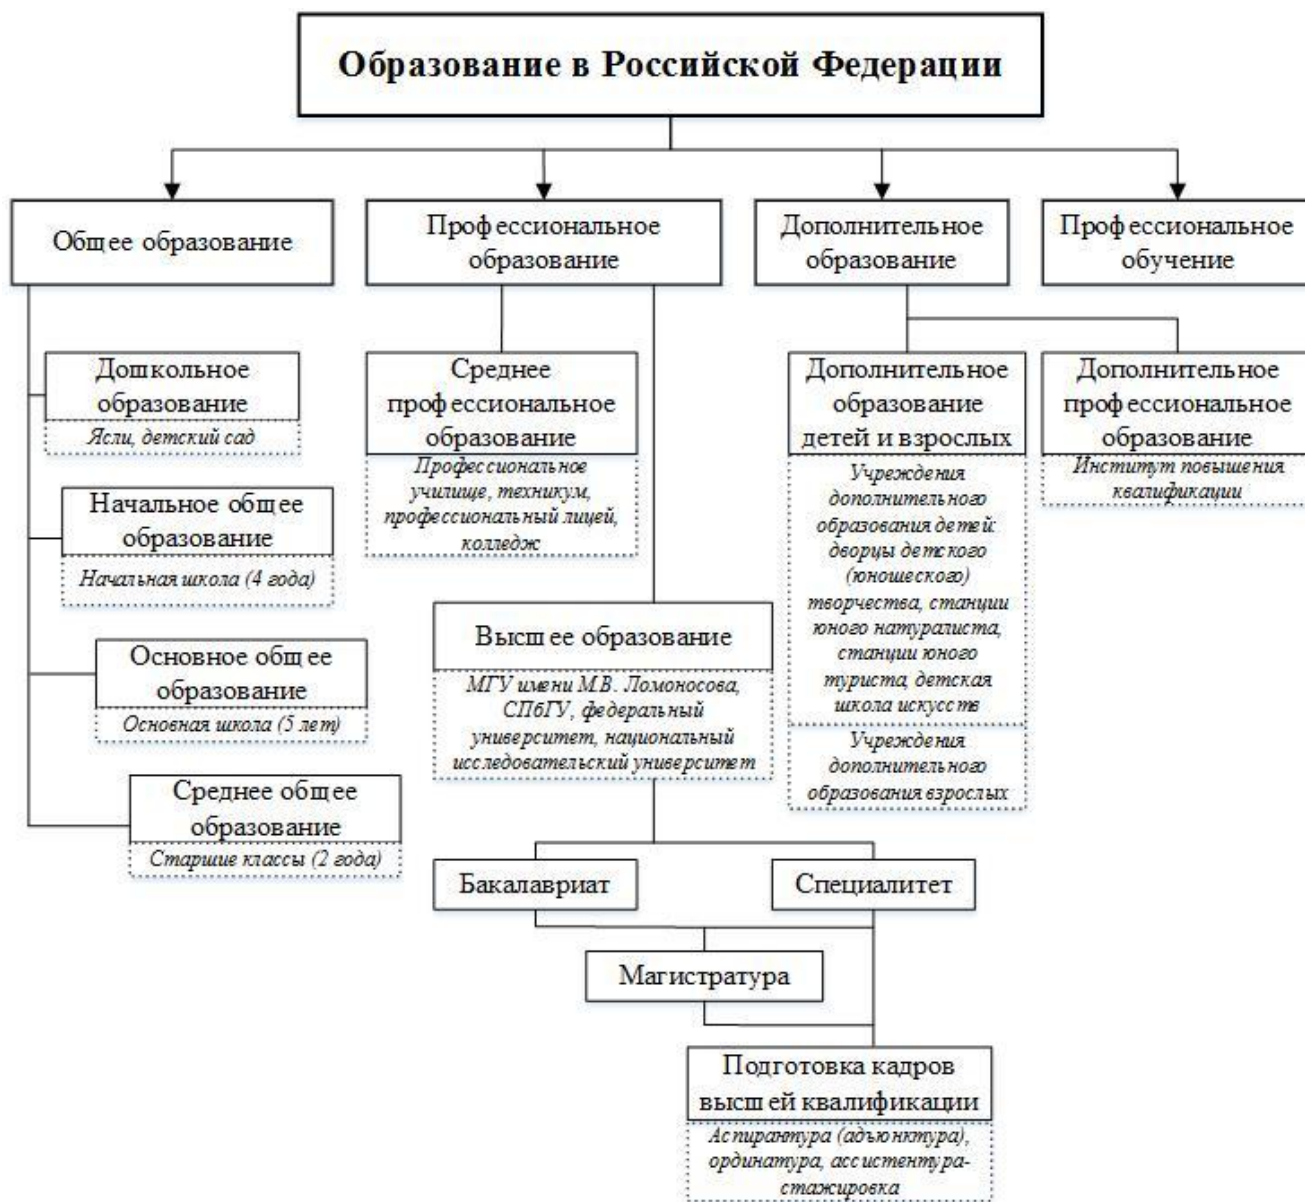 Образование в Российской Федерации
Общее образование
Профессиональное
образование
Дополнительное
образование
Профессиональное
обучение
Дошкольное
образование
Ясли, детский сад
Начальное общее
образование
Начальная школа (4 года)
Основное общее
образование
Основная школа (5 лет)
Среднее общее
образование
Старшие классы (2 года)
Среднее
профессиональное
образование
Профессиональное
училище, техникум,
профессиональный лицей,
колледж
Высшее образование
МГУ имени М.В. Ломоносова,
СПбГУ, федеральный
университет, национальный
исследовательский университет
Бакалавриат
Специалитет
Магистратура
Подготовка кадров
высшей квалификации
Аспирантура (адъюнктура),
ординатура, ассистентура-
стажировка
Дополнительное
образование
детей и взрослых
Учреждения
дополнительного
образования детей:
дворцы детского
(юношеского)
творчества, станции
юного натуралиста,
станции юного
туриста, детская
школа искусств
Учреждения
дополнительного
образования взрослых
Дополнительное
профессиональное
образование
Институт повышения
квалификации